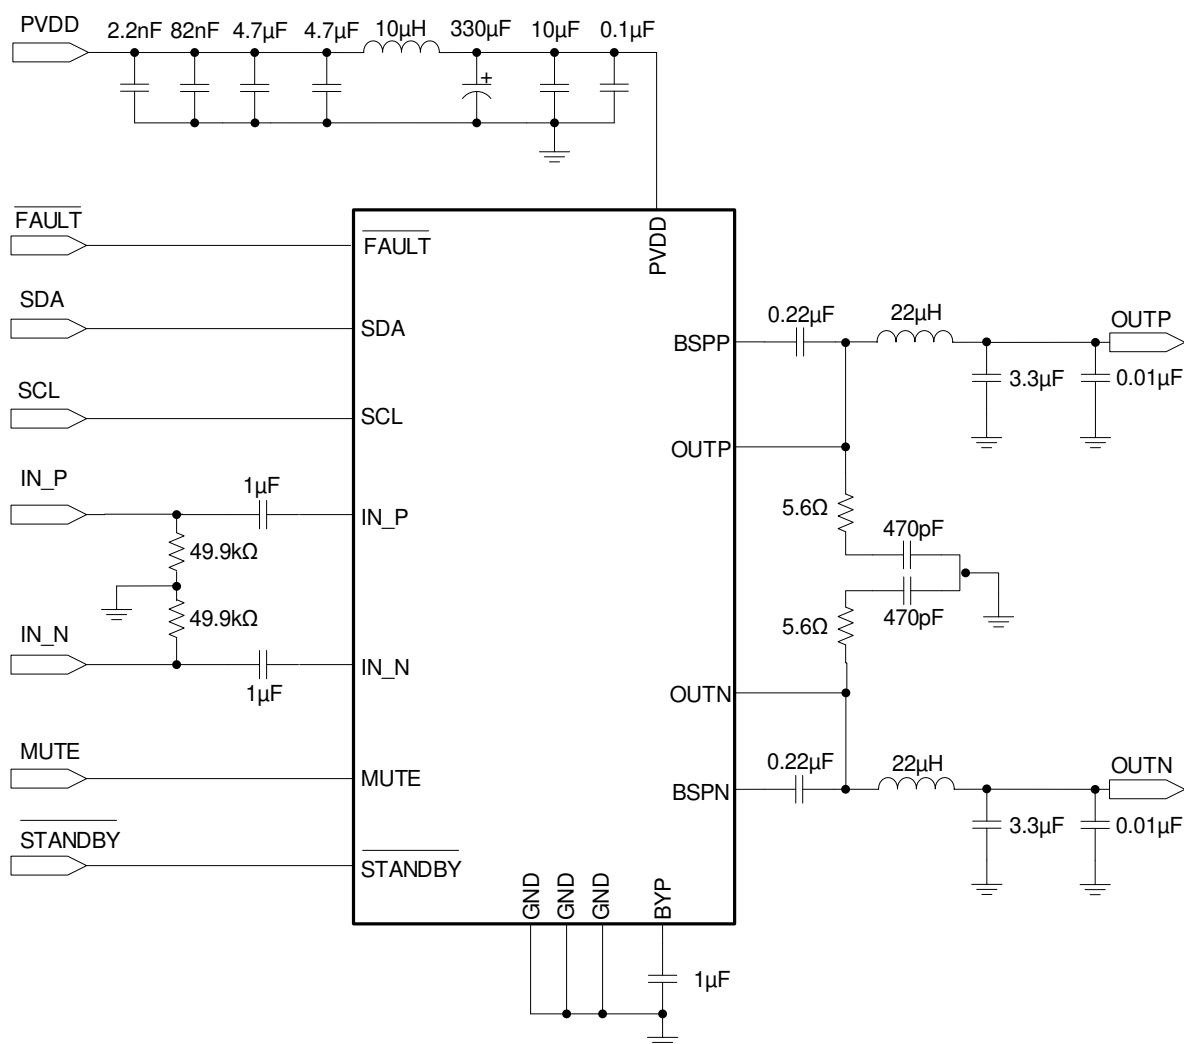 PVDD
2.2nF 82nF 4.7µF 4.7µF 10µH 330µF 10µF 0.1µF
+
FAULT
FAULT
PVDD
SDA
SDA
BSPP
0.22µF
22µH
OUTP
3.3µF
0.01µF
SCL
SCL
OUTP
IN_P
1µF
IN_P
49.9kΩ
5.6Ω
470pF
49.9kΩ
5.6Ω
470pF
IN_N
1µF
IN_N
OUTN
MUTE
MUTE
BSPN
0.22µF
22µH
OUTN
3.3µF
0.01µF
STANDBY
STANDBY
GND
GND
GND
BYP
1µF